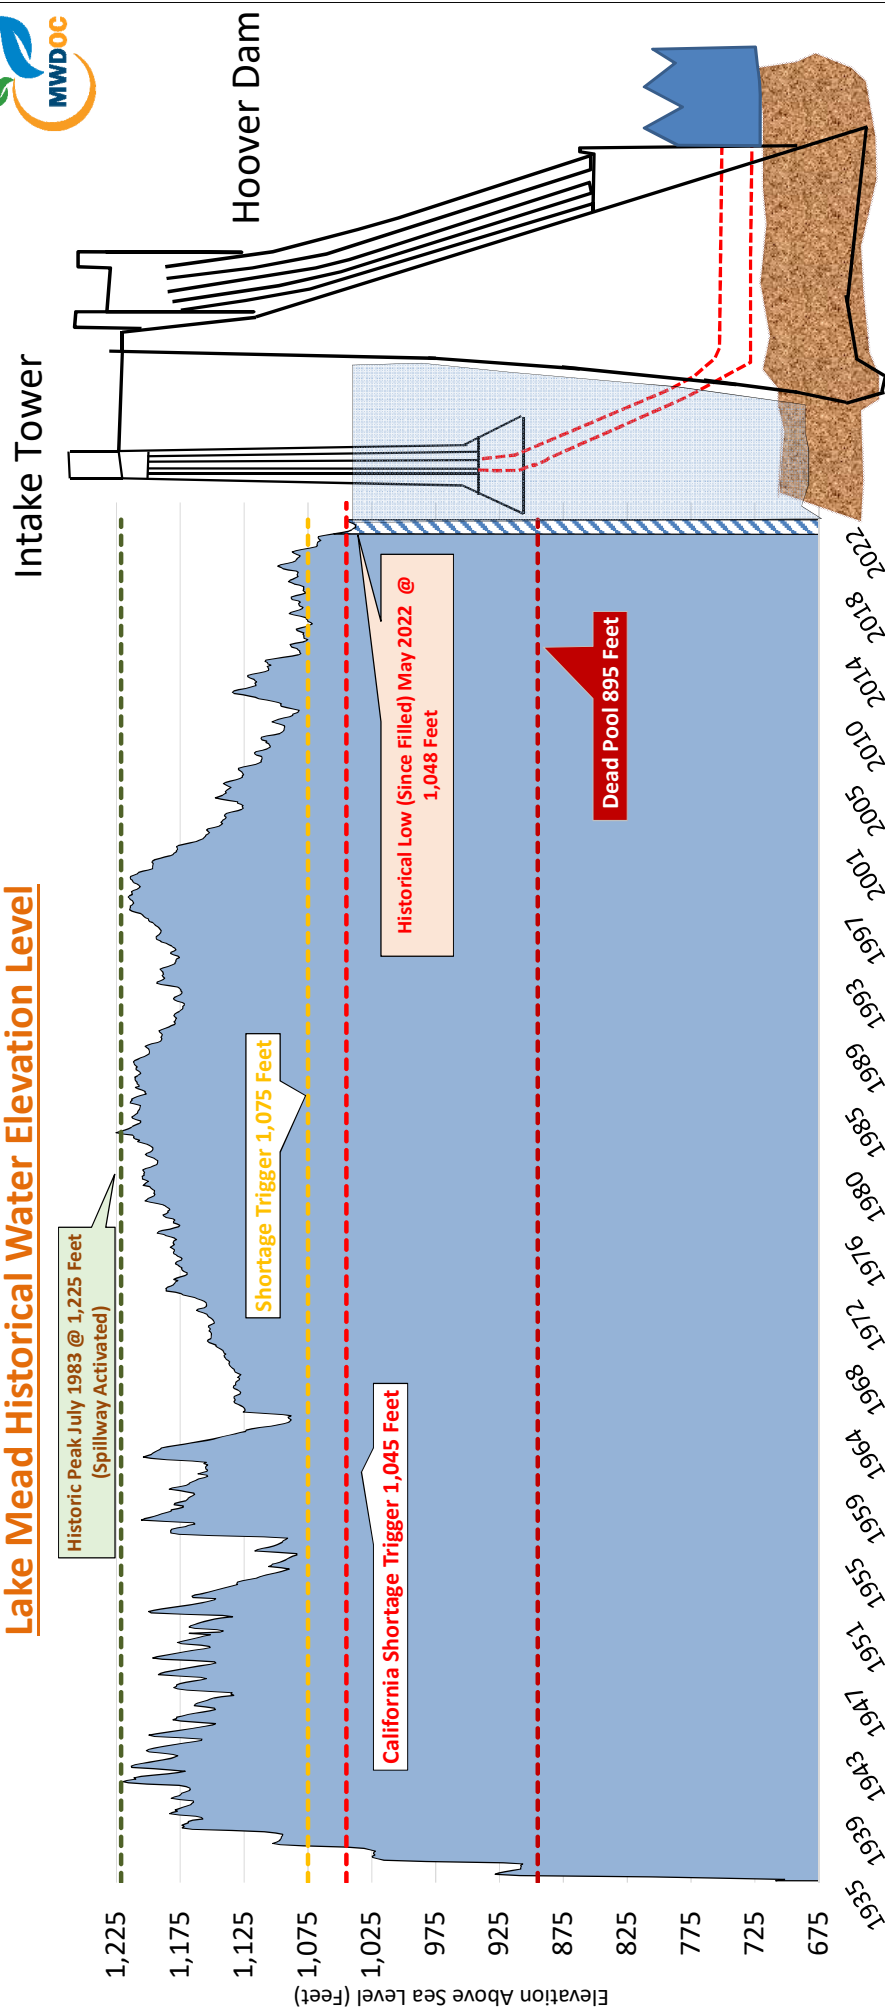 Lake Mead Historical Water Elevation Level
MWDOC
Intake Tower
Hoover Dam
Historic Peak July 1983 @ 1,225 Feet
(Spillway Activated)
Shortage Trigger 1,075 Feet
California Shortage Trigger 1,045 Feet
Historical Low (Since Filled) May 2022 @
1,048 Feet
Dead Pool 895 Feet
Elevation Above Sea Level (Feet)
1,225
1,175
1,125
1,075
1,025
975
925
875
825
775
725
675
1935
1939
1943
1947
1951
1955
1959
1964
1968
1972
1976
1980
1985
1989
1993
1997
2001
2005
2010
2014
2018
2022